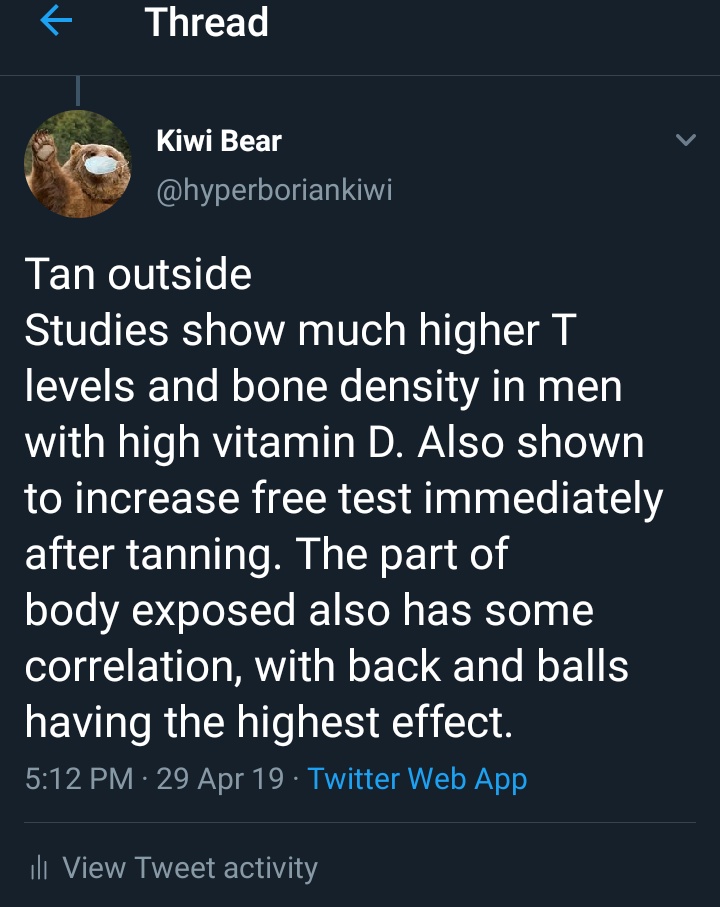 Thread
Kiwi Bear
@hyperboriankiwi
Tan outside
Studies show much higher T
levels and bone density in men
with high vitamin D. Also shown
to increase free test immediately
after tanning. The part of
body exposed also has some
correlation, with back and balls
having the highest effect.
5:12 PM · 29 Apr 19 · Twitter Web App
View Tweet activity